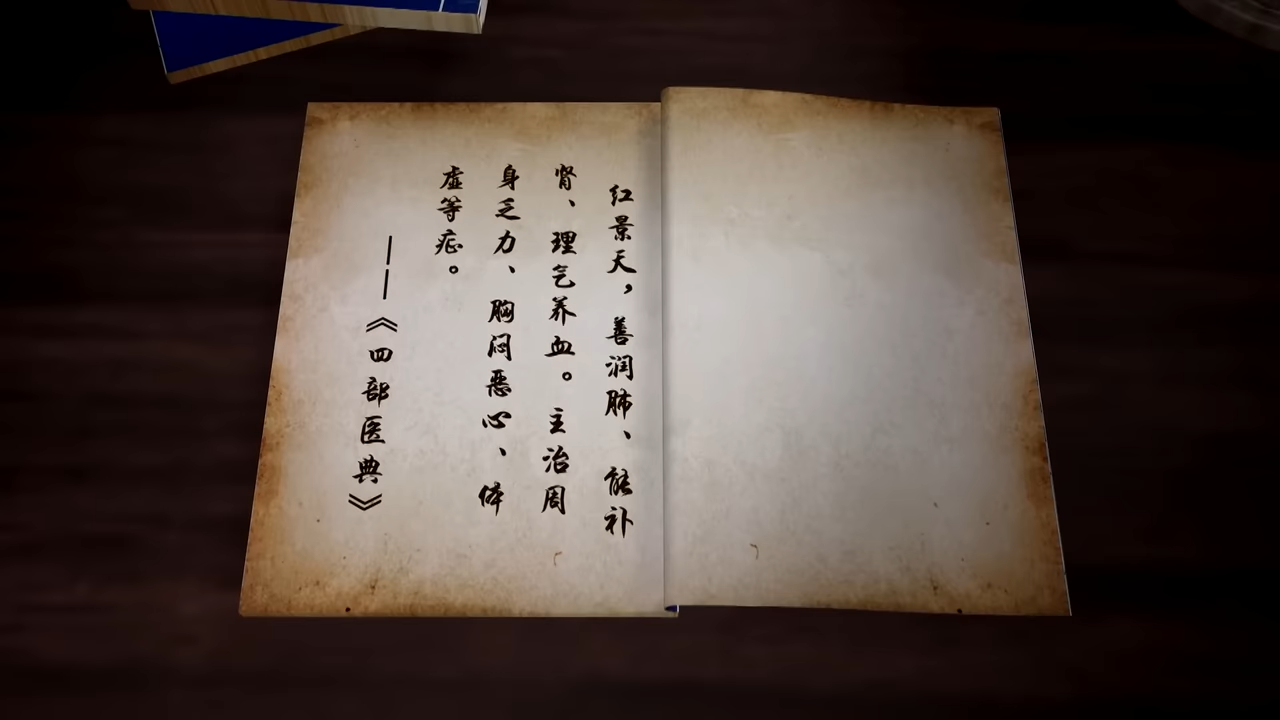 红景天，善润肺、能补
肾、理气养血。主治周
身乏力、胸闷恶心、体
虚等症。
——《四部医典》